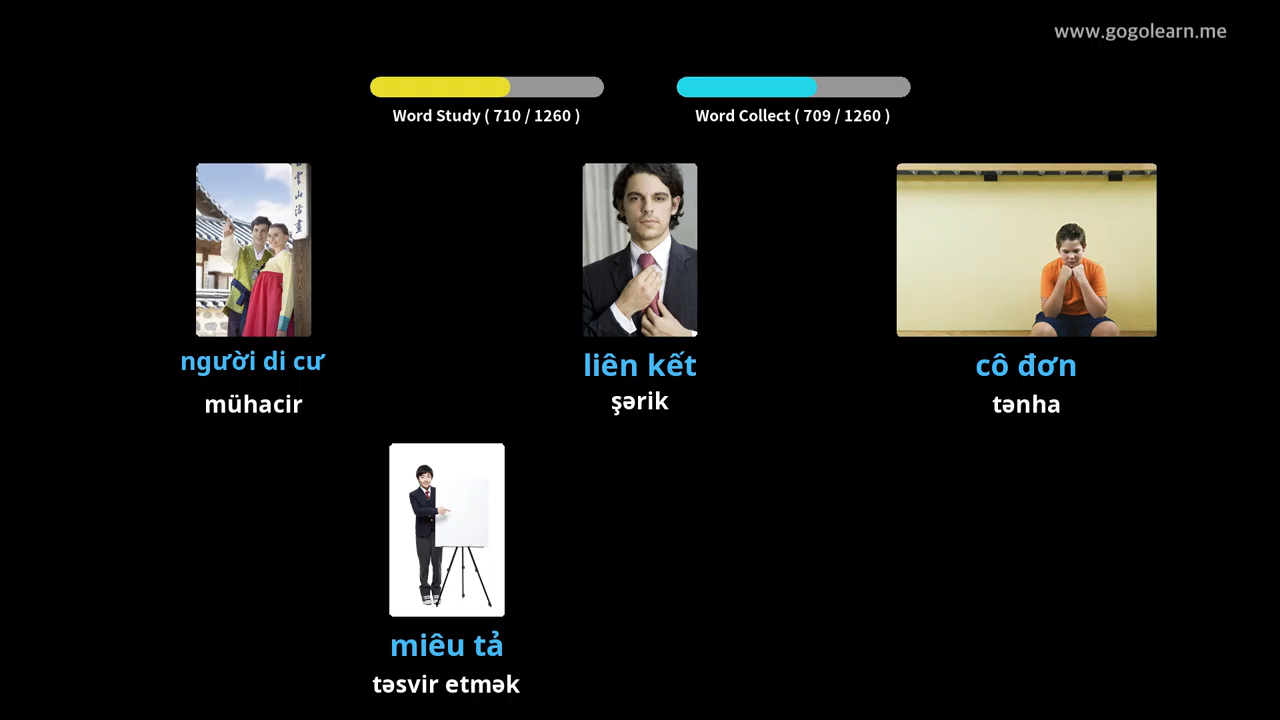 www.gogolearn.me
Word Study ( 710 / 1260 )
Word Collect ( 709 / 1260 )
người di cư
mühacir
liên kết
şərik
cô đơn
tənha
miêu tả
təsvir etmək